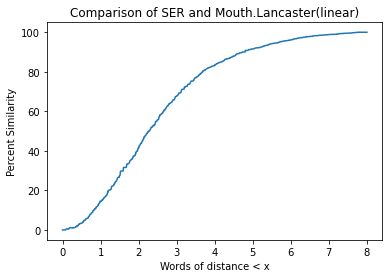 Comparison of SER and Mouth.Lancaster(linear)
100
80
60
40
20
0
Percent Similarity
0 1 2 3 4 5 6 7 8
Words of distance < x